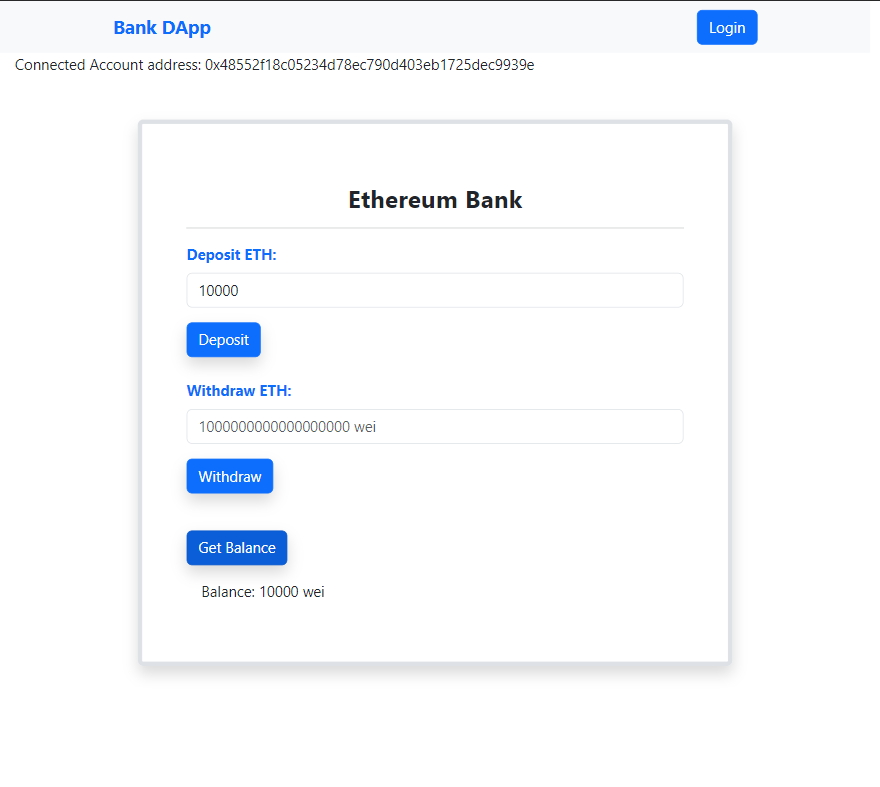 Bank DApp
Login
Connected Account address: 0x48552f18c05234d78ec790d403eb1725dec9939e
Ethereum Bank
Deposit ETH:
10000
Deposit
Withdraw ETH:
1000000000000000000 wei
Withdraw
Get Balance
Balance: 10000 wei